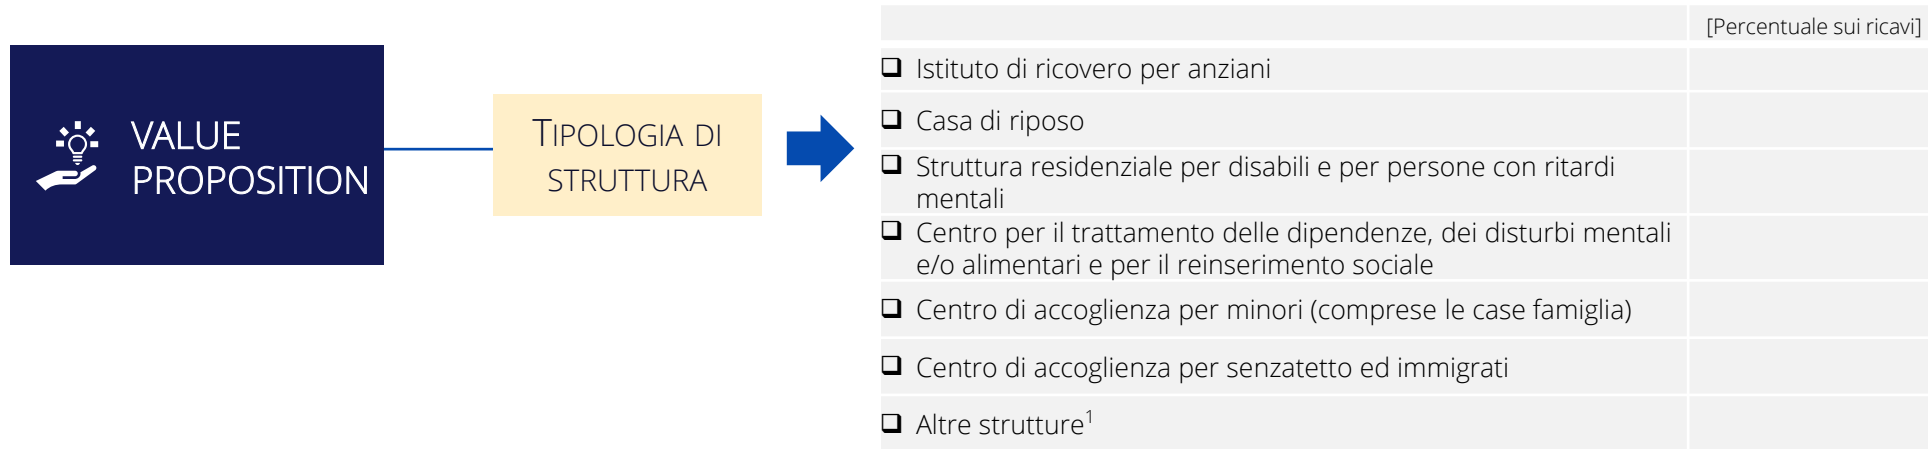 VALUE
PROPOSITION
TIPOLOGIA DI
STRUTTURA
[Percentuale sui ricavi]
❑ Istituto di ricovero per anziani
❑ Casa di riposo
❑ Struttura residenziale per disabili e per persone con ritardi
mentali
❑ Centro per il trattamento delle dipendenze, dei disturbi mentali
e/o alimentari e per il reinserimento sociale
❑ Centro di accoglienza per minori (comprese le case famiglia)
❑ Centro di accoglienza per senzatetto ed immigrati
❑ Altre strutture¹